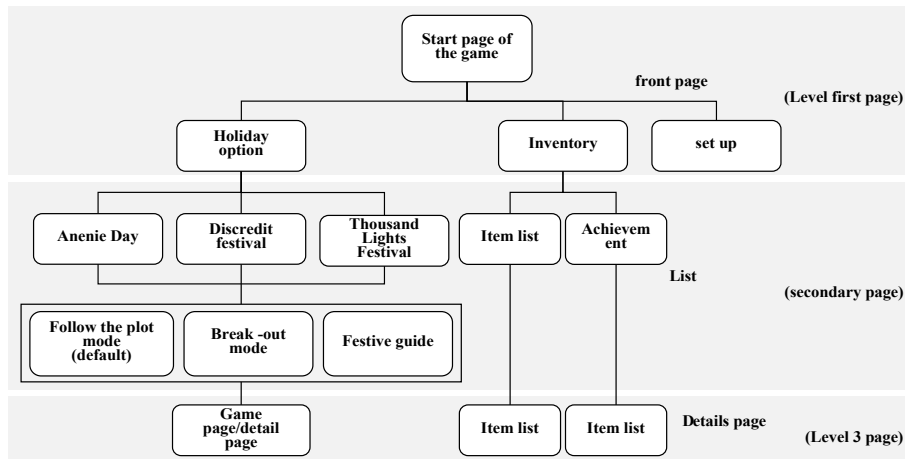 Start page of
the game
front page
(Level first page)
Holiday
option
Inventory
set up
Anenie Day
Discredit
festival
Thousand
Lights
Festival
Item list
Achievem
ent
List
(secondary page)
Follow the plot
mode
(default)
Break -out
mode
Festive guide
Game
page/detail
page
Item list
Item list
Details page
(Level 3 page)